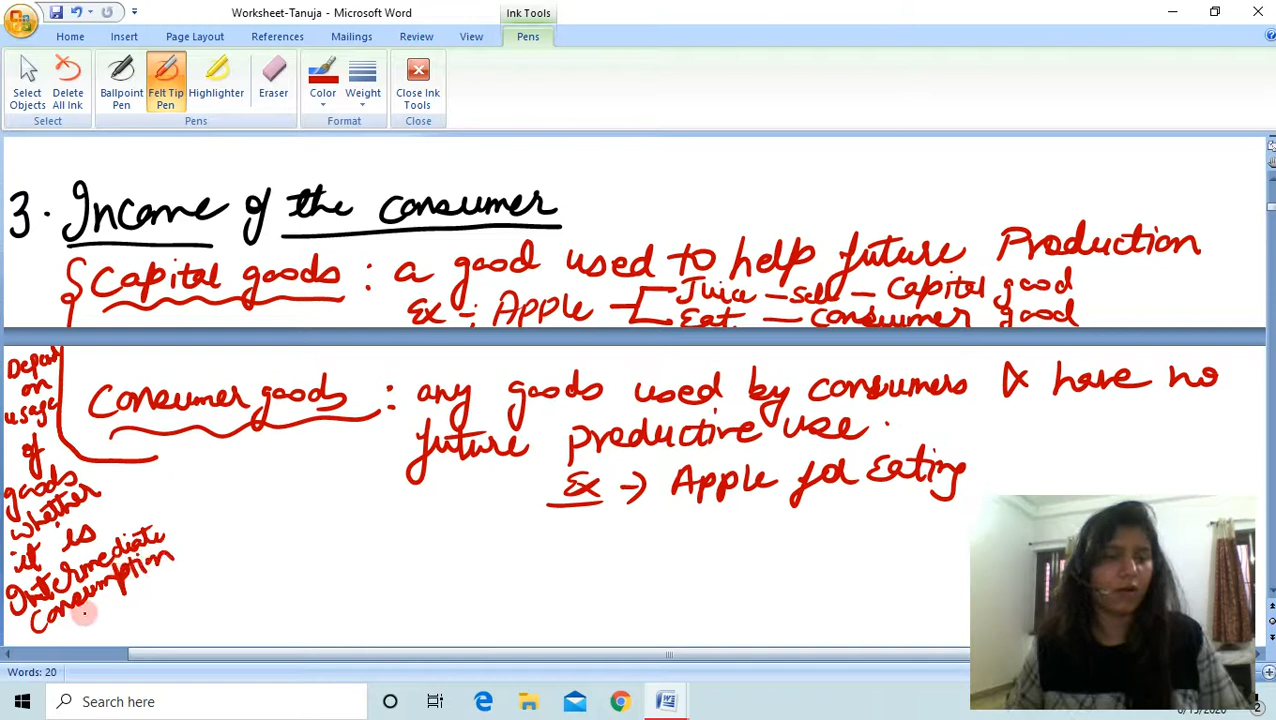 Worksheet-Tanuja - Microsoft Word
Ink Tools
Home Insert Page Layout References Mailings Review View Pens
Select Objects
Delete All Ink
Ballpoint Pen
Felt Tip Pen
Highlighter
Eraser
Color
Weight
Close Ink Tools
Select Pens Format Close
3. Income of the consumer
Capital goods : a good used to help future Production
Ex -: Apple Juice - Sell - Capital good
Eat - Consumer good
Consumer goods : any goods used by consumers & have no
future productive use.
Ex → Apple for Eating
Depend
on
usage
of
goods
whether
it is
Intermediate
consumption
Words: 20
Search here
6/15/2020
2